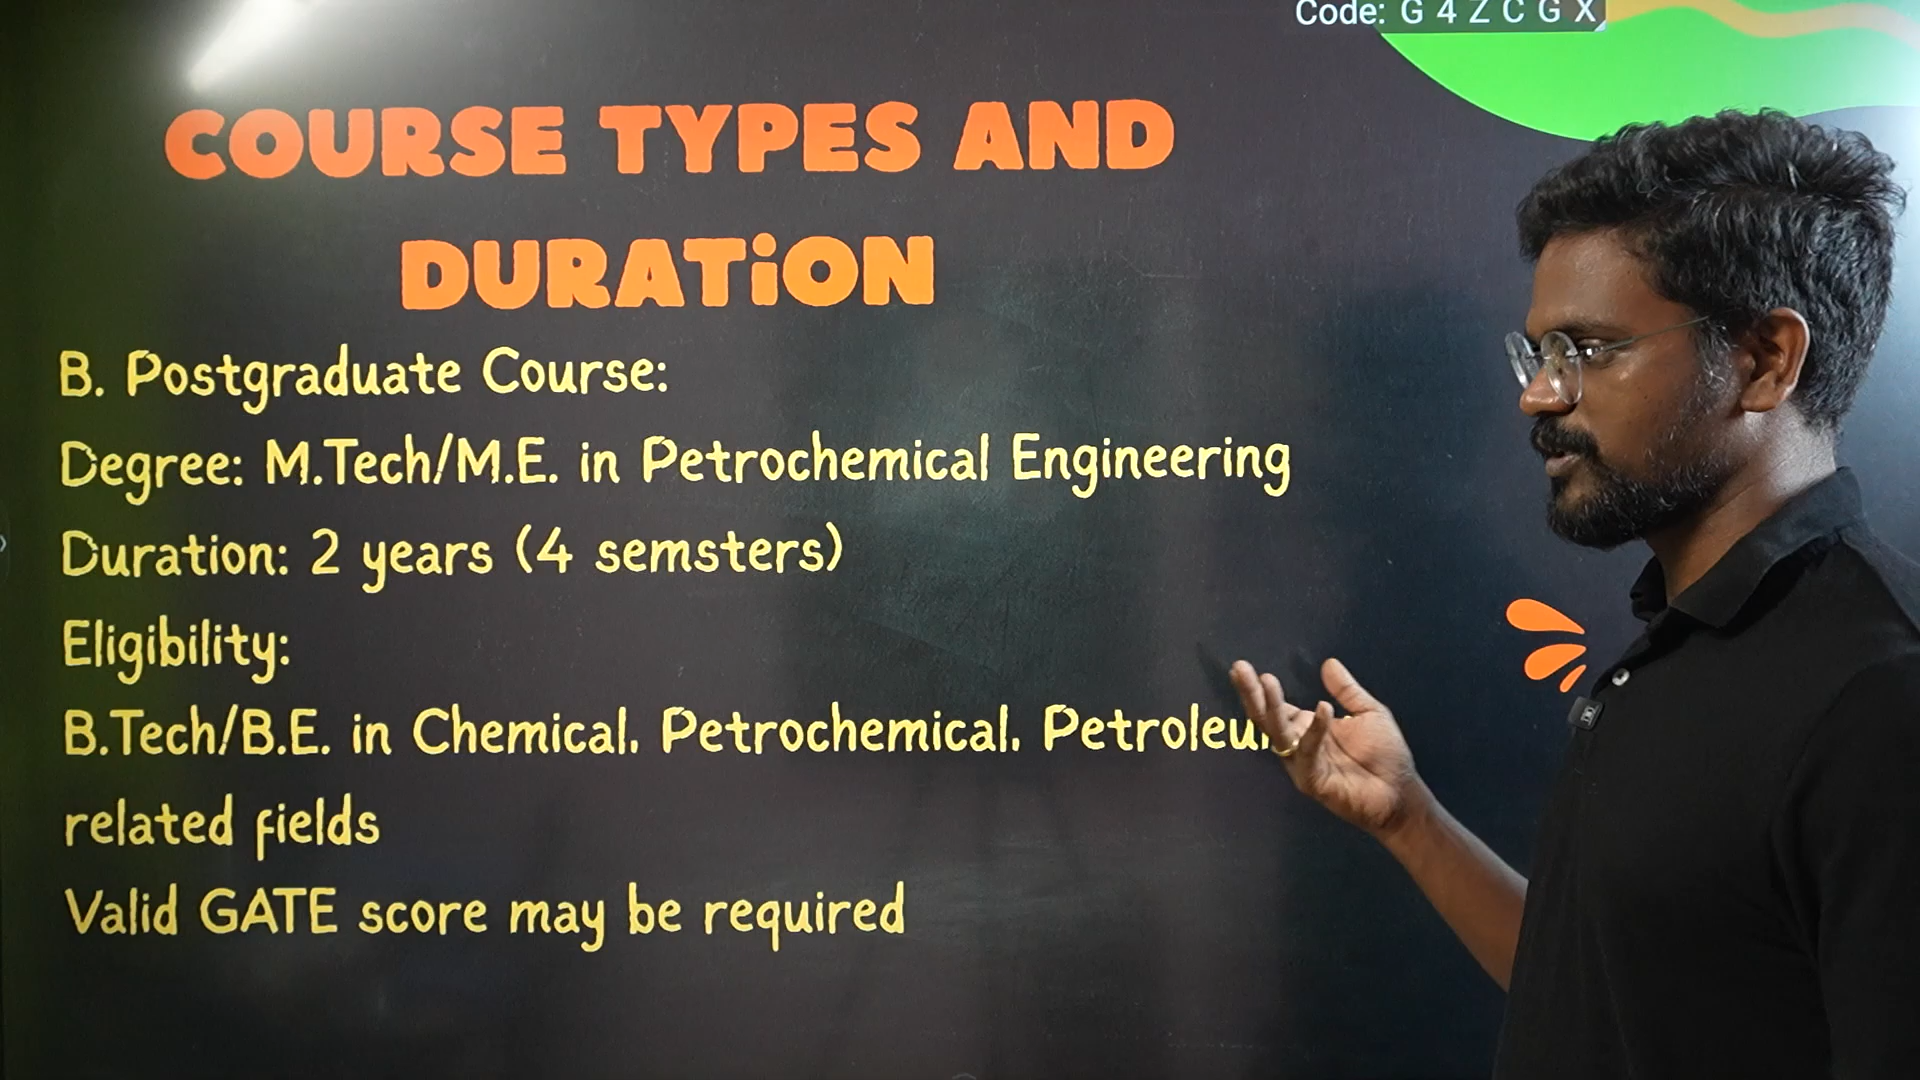 Code: G 4 Z C G X
COURSE TYPES AND
DURATiON
B. Postgraduate Course:
Degree: M.Tech/M.E. in Petrochemical Engineering
Duration: 2 years (4 semsters)
Eligibility:
B.Tech/B.E. in Chemical, Petrochemical,
related fields
Valid GATE score may be required